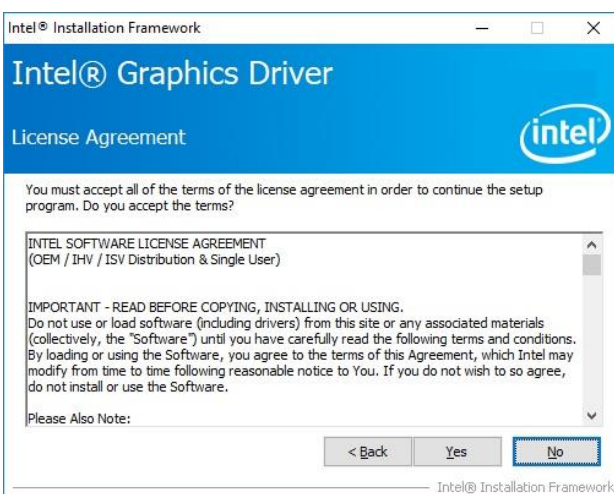 Intel® Installation Framework
Intel® Graphics Driver
License Agreement
intel
You must accept all of the terms of the license agreement in order to continue the setup
program. Do you accept the terms?
INTEL SOFTWARE LICENSE AGREEMENT
(OEM / IHV / ISV Distribution & Single User)
IMPORTANT - READ BEFORE COPYING, INSTALLING OR USING.
Do not use or load software (including drivers) from this site or any associated materials
(collectively, the "Software") until you have carefully read the following terms and conditions.
By loading or using the Software, you agree to the terms of this Agreement, which Intel may
modify from time to time following reasonable notice to You. If you do not wish to so agree,
do not install or use the Software.
Please Also Note:
< Back Yes No
Intel® Installation Framework